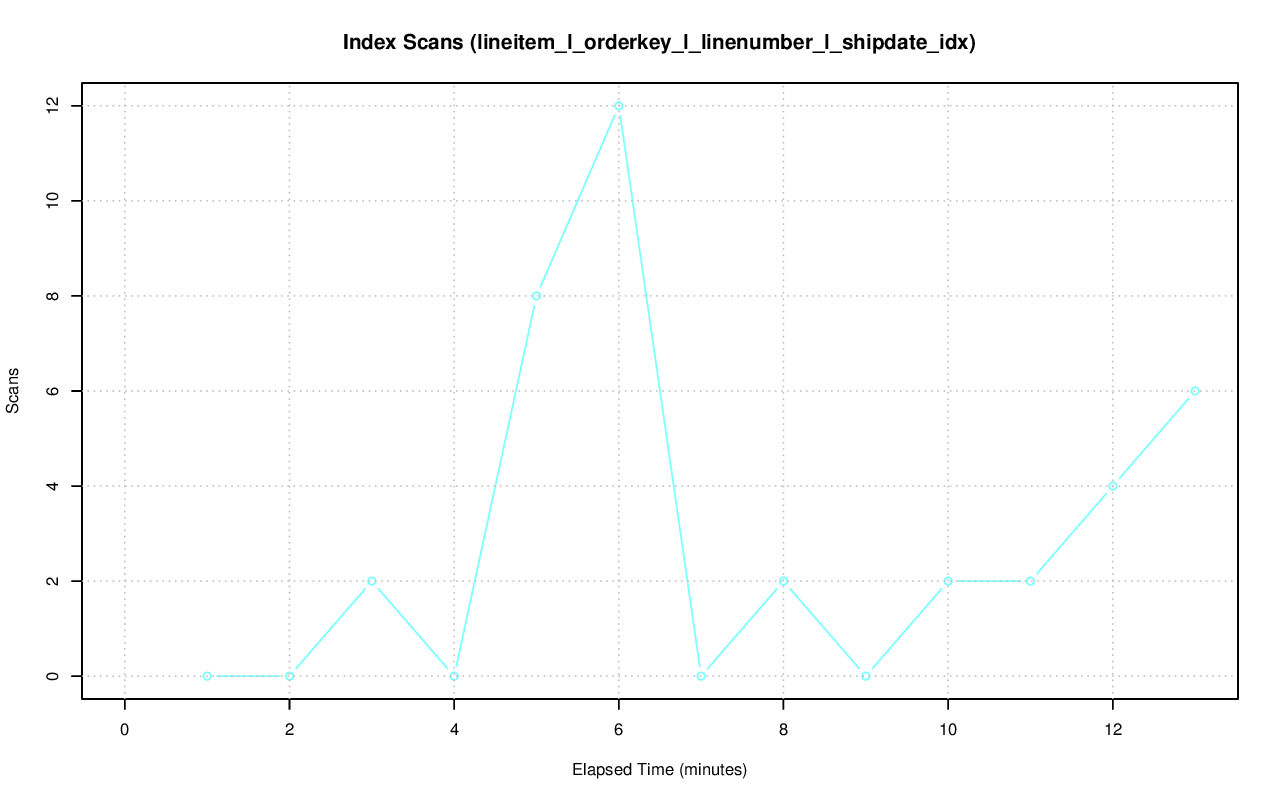 Index Scans (lineitem_l_orderkey_l_linenumber_l_shipdate_idx)
12
10
8
6
4
2
0
Scans
0 2 4 6 8 10 12
Elapsed Time (minutes)